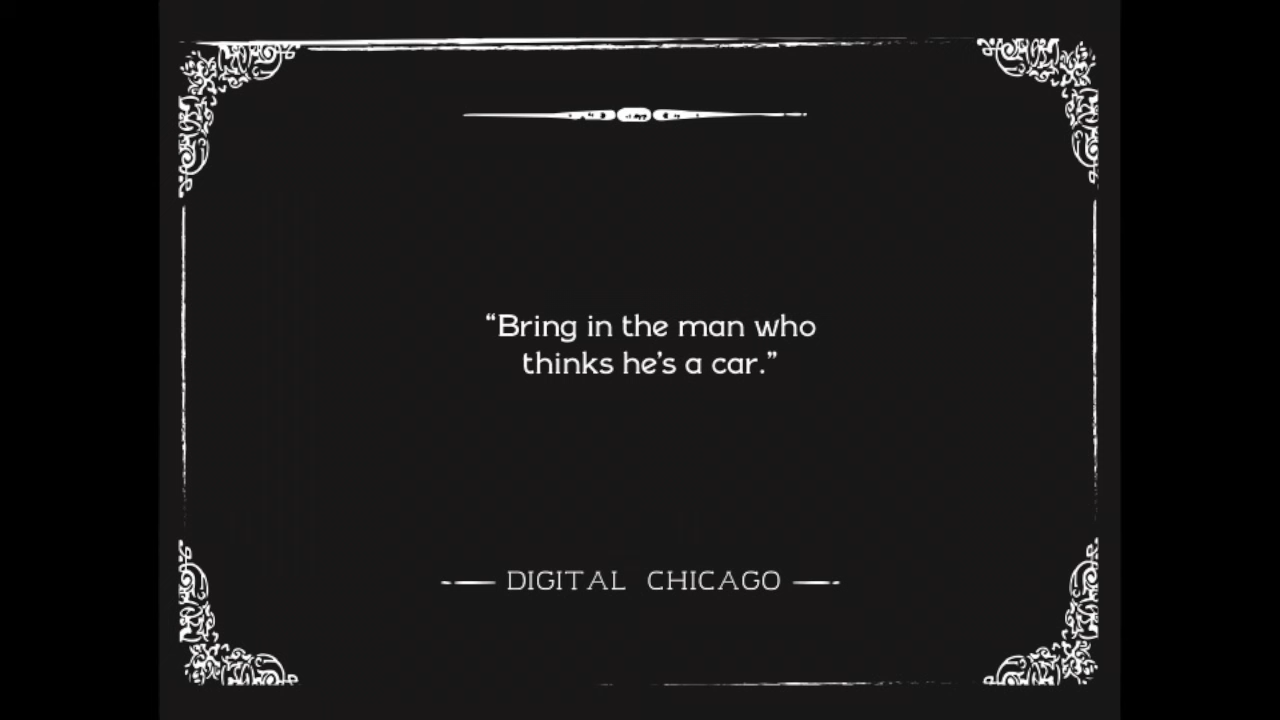 “Bring in the man who
thinks he’s a car.”
DIGITAL CHICAGO